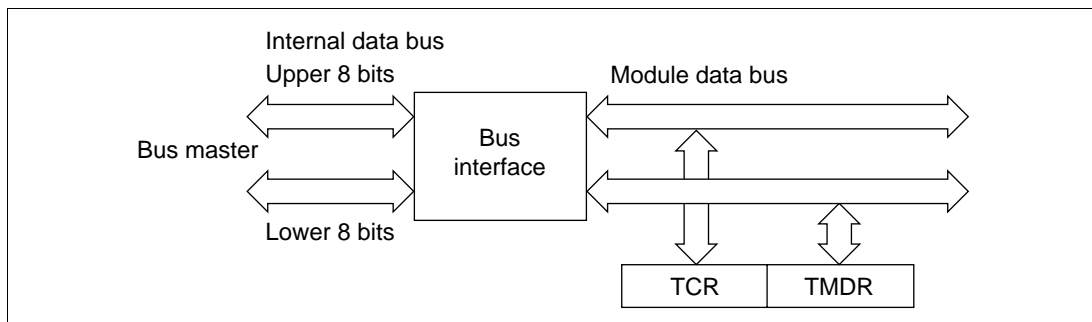 Internal data bus
Upper 8 bits
Module data bus
Bus
interface
Bus master
Lower 8 bits
TCR
TMDR